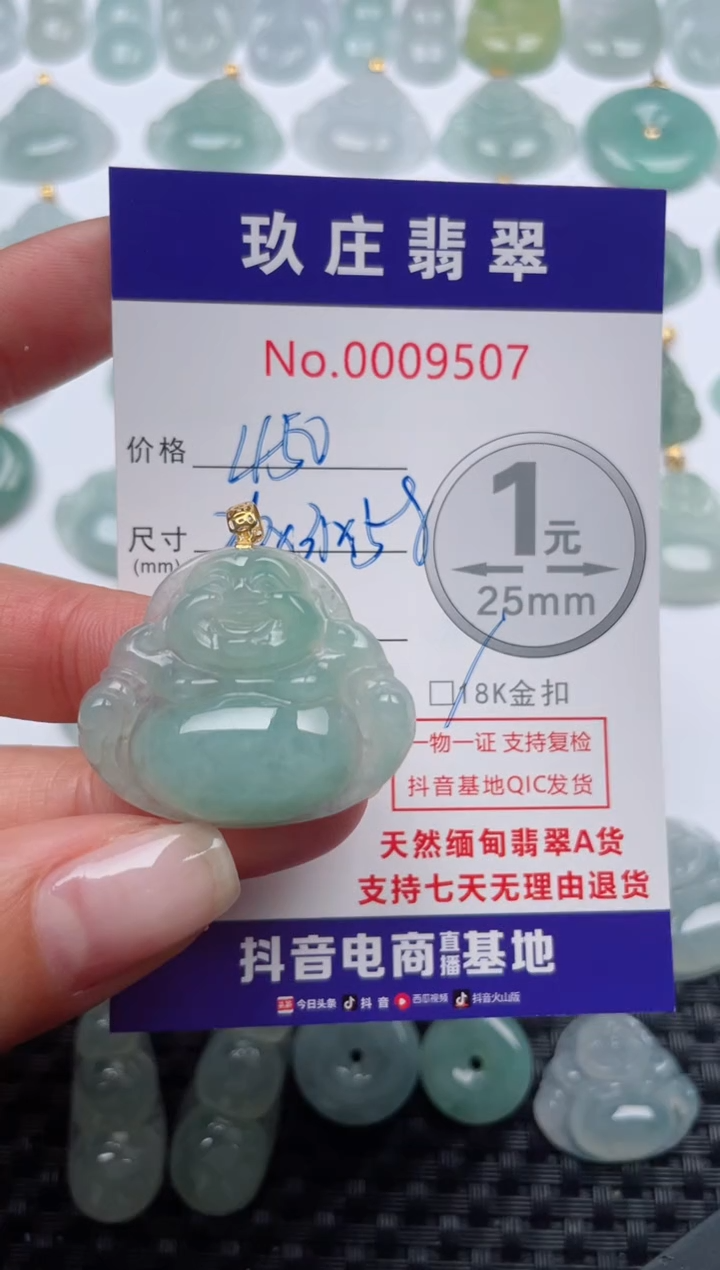 玖庄翡翠
No.0009507
价格 450
尺寸
(mm)
1元
25mm
□18K金扣
一物一证 支持复检
抖音基地QIC发货
天然缅甸翡翠A货
支持七天无理由退货
抖音电商直播基地
头条 今日头条 抖音 西瓜视频 抖音火山版